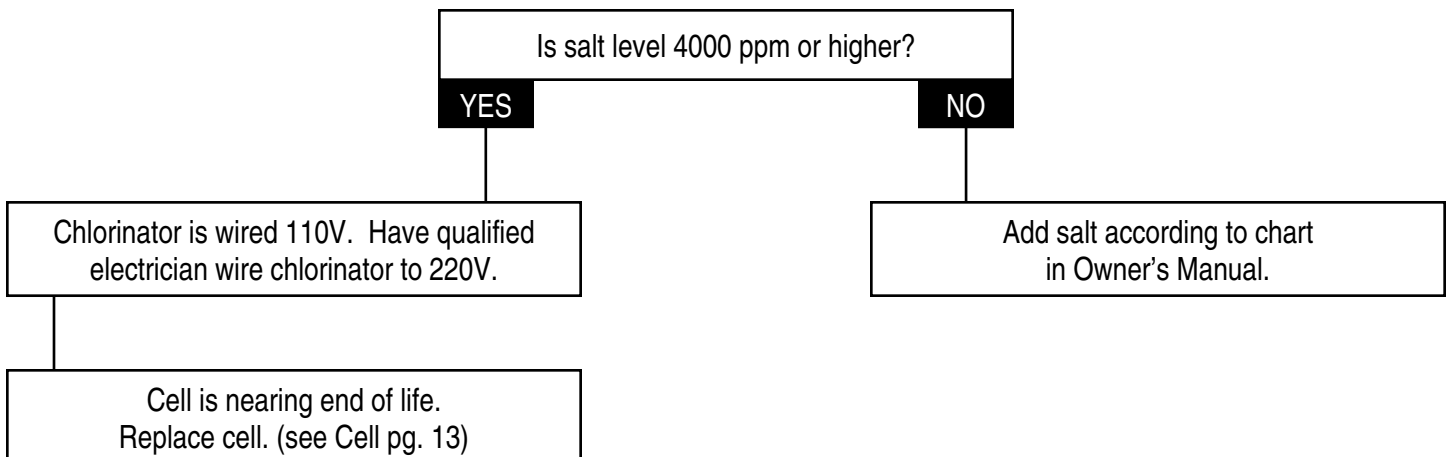 Is salt level 4000 ppm or higher?
YES
NO
Chlorinator is wired 110V. Have qualified
electrician wire chlorinator to 220V.
Add salt according to chart
in Owner's Manual.
Cell is nearing end of life.
Replace cell. (see Cell pg. 13)